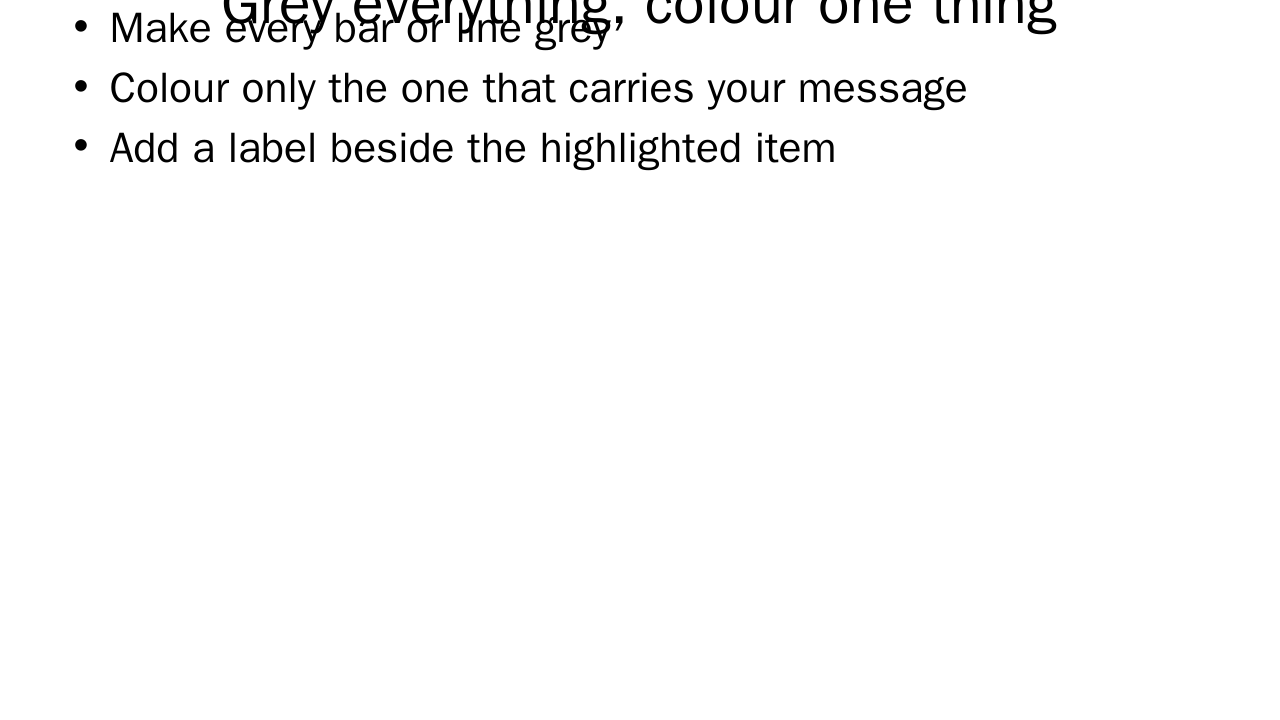 Grey everything, colour one thing
• Make every bar or line grey
• Colour only the one that carries your message
• Add a label beside the highlighted item